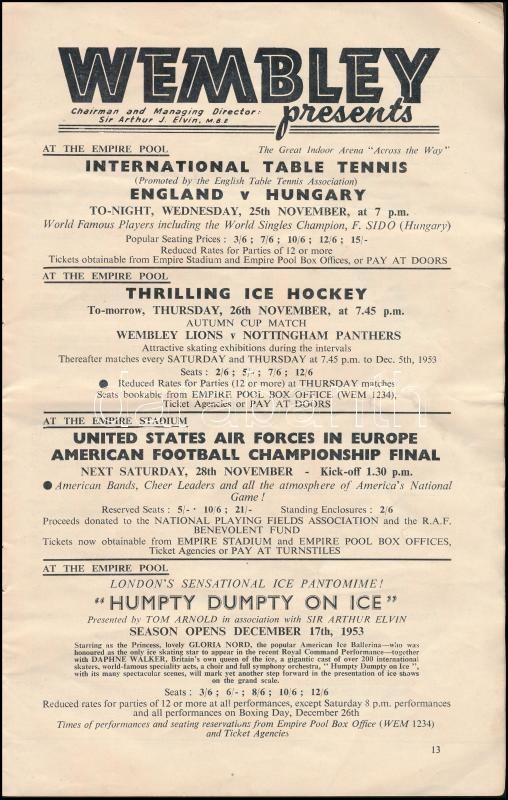 WEMBLEY
presents
Chairman and Managing Director:
Sir Arthur J. Elvin, M.B.E
AT THE EMPIRE POOL The Great Indoor Arena "Across the Way"
INTERNATIONAL TABLE TENNIS
(Promoted by the English Table Tennis Association)
ENGLAND v HUNGARY
TO-NIGHT, WEDNESDAY, 25th NOVEMBER, at 7 p.m.
World Famous Players including the World Singles Champion, F. SIDO (Hungary)
Popular Seating Prices : 3/6 ; 7/6 ; 10/6 ; 12/6 ; 15/-
Reduced Rates for Parties of 12 or more
Tickets obtainable from Empire Stadium and Empire Pool Box Offices, or PAY AT DOORS
AT THE EMPIRE POOL
THRILLING ICE HOCKEY
To-morrow, THURSDAY, 26th NOVEMBER, at 7.45 p.m.
AUTUMN CUP MATCH
WEMBLEY LIONS v NOTTINGHAM PANTHERS
Attractive skating exhibitions during the intervals
Thereafter matches every SATURDAY and THURSDAY at 7.45 p.m. to Dec. 5th, 1953
Seats : 2/6 ; 5/- ; 7/6 ; 12/6
● Reduced Rates for Parties (12 or more) at THURSDAY matches
Seats bookable from EMPIRE POOL BOX OFFICE (WEM 1234),
Ticket Agencies or PAY AT DOORS
darabanth
AT THE EMPIRE STADIUM
UNITED STATES AIR FORCES IN EUROPE
AMERICAN FOOTBALL CHAMPIONSHIP FINAL
NEXT SATURDAY, 28th NOVEMBER - Kick-off 1.30 p.m.
● American Bands, Cheer Leaders and all the atmosphere of America's National
Game !
Reserved Seats : 5/- · 10/6 ; 21/- Standing Enclosures : 2/6
Proceeds donated to the NATIONAL PLAYING FIELDS ASSOCIATION and the R.A.F.
BENEVOLENT FUND
Tickets now obtainable from EMPIRE STADIUM and EMPIRE POOL BOX OFFICES,
Ticket Agencies or PAY AT TURNSTILES
AT THE EMPIRE POOL
LONDON'S SENSATIONAL ICE PANTOMIME !
"HUMPTY DUMPTY ON ICE"
Presented by TOM ARNOLD in association with SIR ARTHUR ELVIN
SEASON OPENS DECEMBER 17th, 1953
Starring as the Princess, lovely GLORIA NORD, the popular American Ice Ballerina—who was
honoured as the only ice skating star to appear in the recent Royal Command Performance—together
with DAPHNE WALKER, Britain's own queen of the ice, a gigantic cast of over 200 international
skaters, world-famous speciality acts, a choir and full symphony orchestra, "Humpty Dumpty on Ice",
with its many spectacular scenes, will mark yet another step forward in the presentation of ice shows
on the grand scale.
Seats : 3/6 ; 6/- ; 8/6 ; 10/6 ; 12/6
Reduced rates for parties of 12 or more at all performances, except Saturday 8 p.m. performances
and all performances on Boxing Day, December 26th
Times of performances and seating reservations from Empire Pool Box Office (WEM 1234)
and Ticket Agencies
13